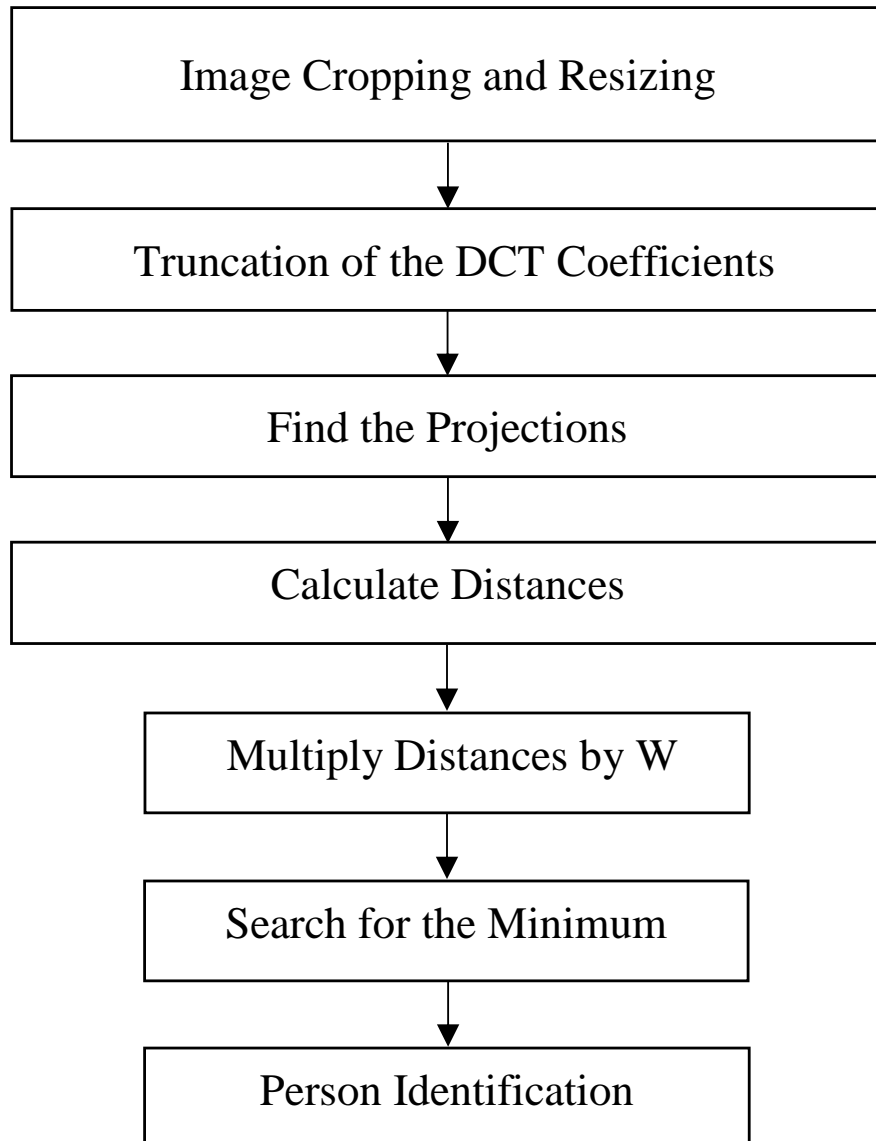 Image Cropping and Resizing
Truncation of the DCT Coefficients
Find the Projections
Calculate Distances
Multiply Distances by W
Search for the Minimum
Person Identification